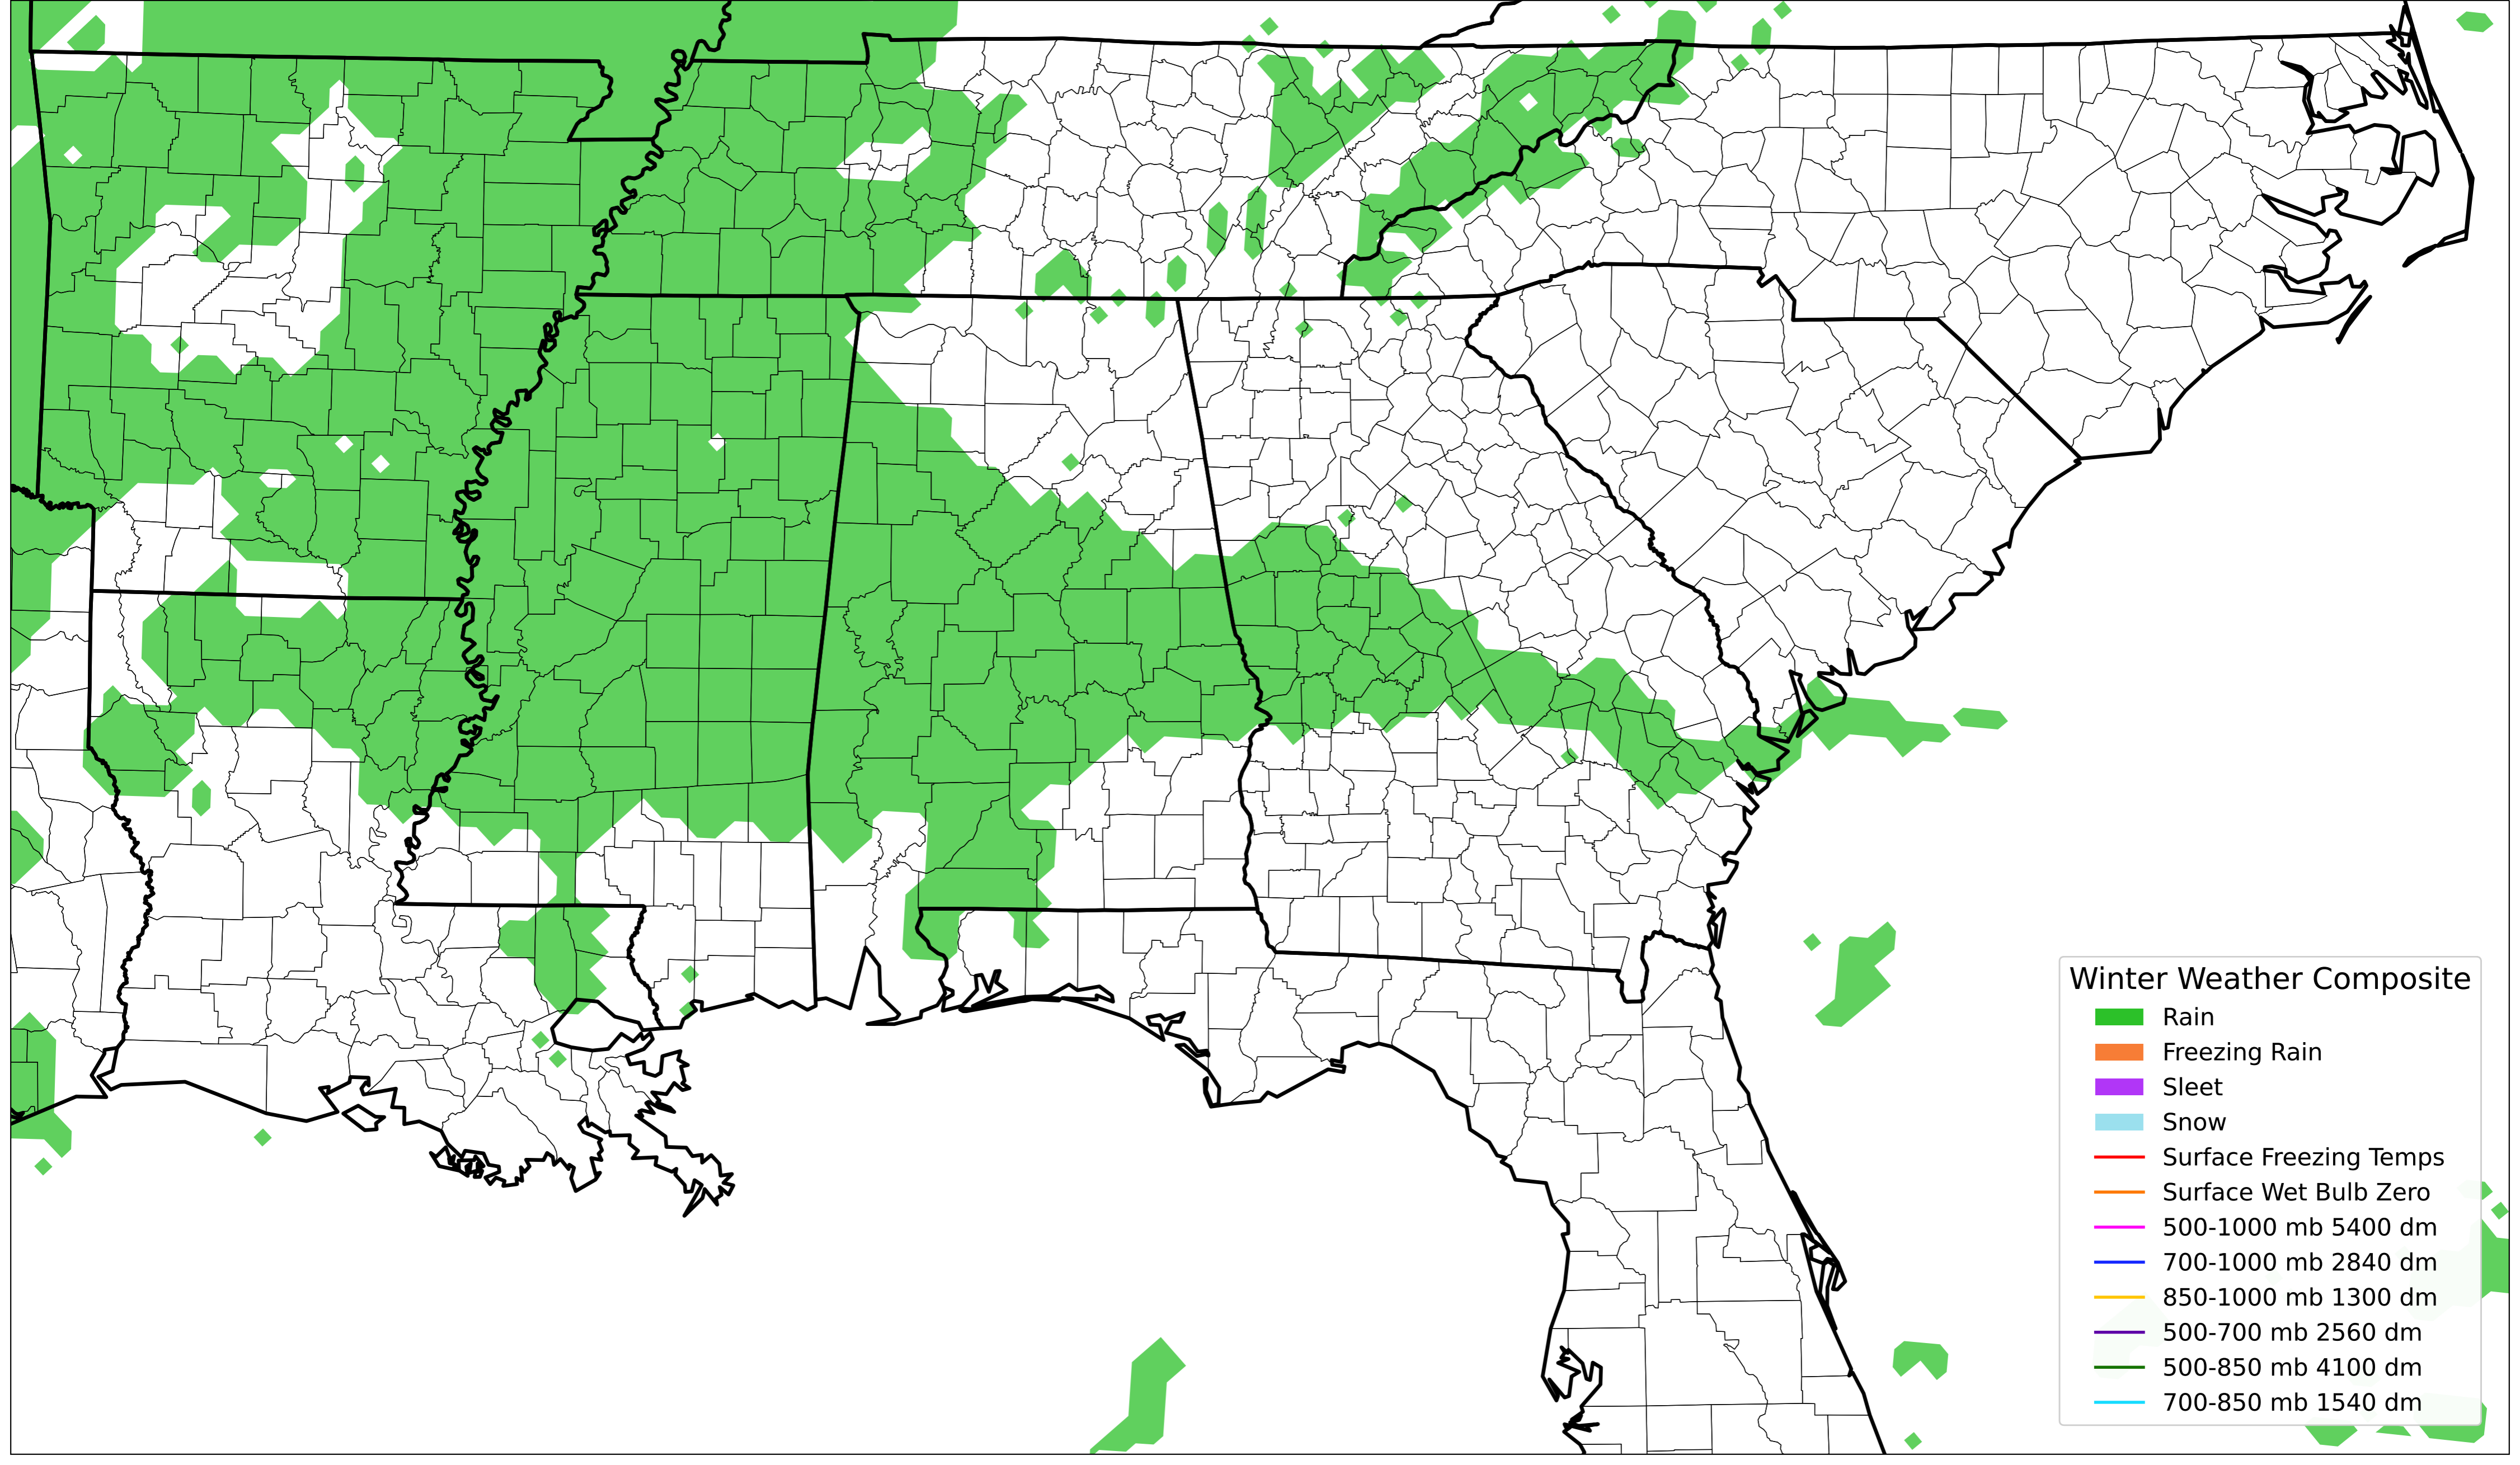 Winter Weather Composite
Rain
Freezing Rain
Sleet
Snow
Surface Freezing Temps
Surface Wet Bulb Zero
500-1000 mb 5400 dm
700-1000 mb 2840 dm
850-1000 mb 1300 dm
500-700 mb 2560 dm
500-850 mb 4100 dm
700-850 mb 1540 dm